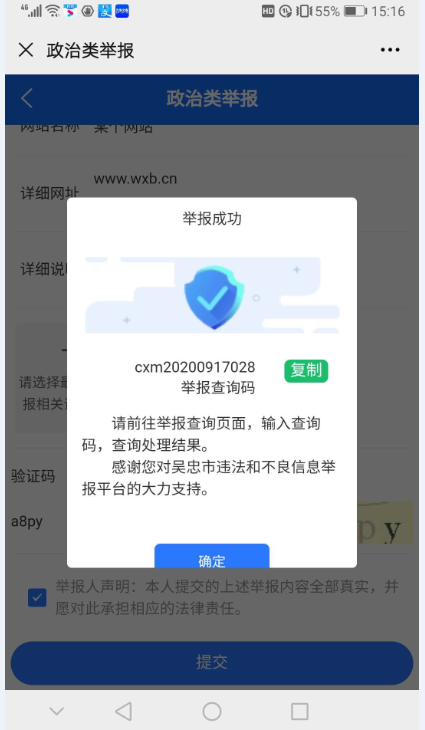 4G HD 55% 15:16
政治类举报
政治类举报
网站名称 某个网站
www.wxb.cn
详细网址
举报成功
详细说
cxm20200917028 复制
举报查询码
请选择
报相关
请前往举报查询页面，输入查询
码，查询处理结果。
感谢您对吴忠市违法和不良信息举
报平台的大力支持。
验证码
a8py
py
确定
举报人声明：本人提交的上述举报内容全部真实，并
愿对此承担相应的法律责任。
提交